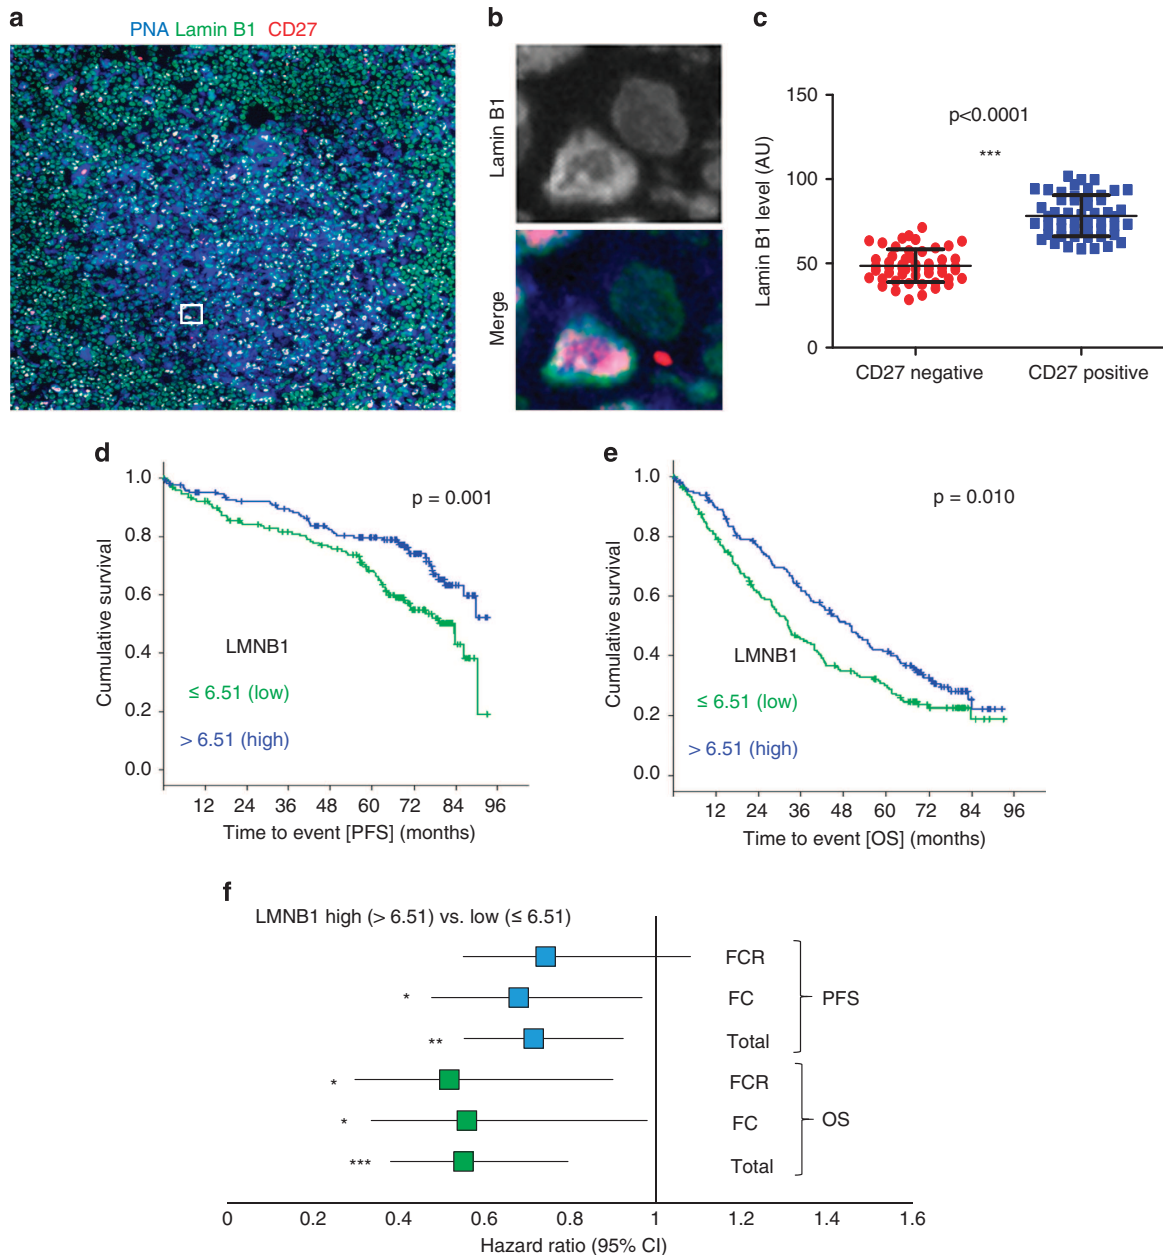 a
PNA Lamin B1 CD27
b
Lamin B1
Merge
c
150
100
50
0
Lamin B1 level (AU)
p<0.0001
***
CD27 negative
CD27 positive
d
1.0
0.8
0.6
0.4
0.2
0.0
Cumulative survival
p = 0.001
LMNB1
≤ 6.51 (low)
> 6.51 (high)
12 24 36 48 60 72 84 96
Time to event [PFS] (months)
e
1.0
0.8
0.6
0.4
0.2
0.0
Cumulative survival
p = 0.010
LMNB1
≤ 6.51 (low)
> 6.51 (high)
12 24 36 48 60 72 84 96
Time to event [OS] (months)
f
LMNB1 high (> 6.51) vs. low (≤ 6.51)
FCR
* FC PFS
** Total
* FCR
* FC OS
*** Total
0 0.2 0.4 0.6 0.8 1 1.2 1.4 1.6
Hazard ratio (95% CI)